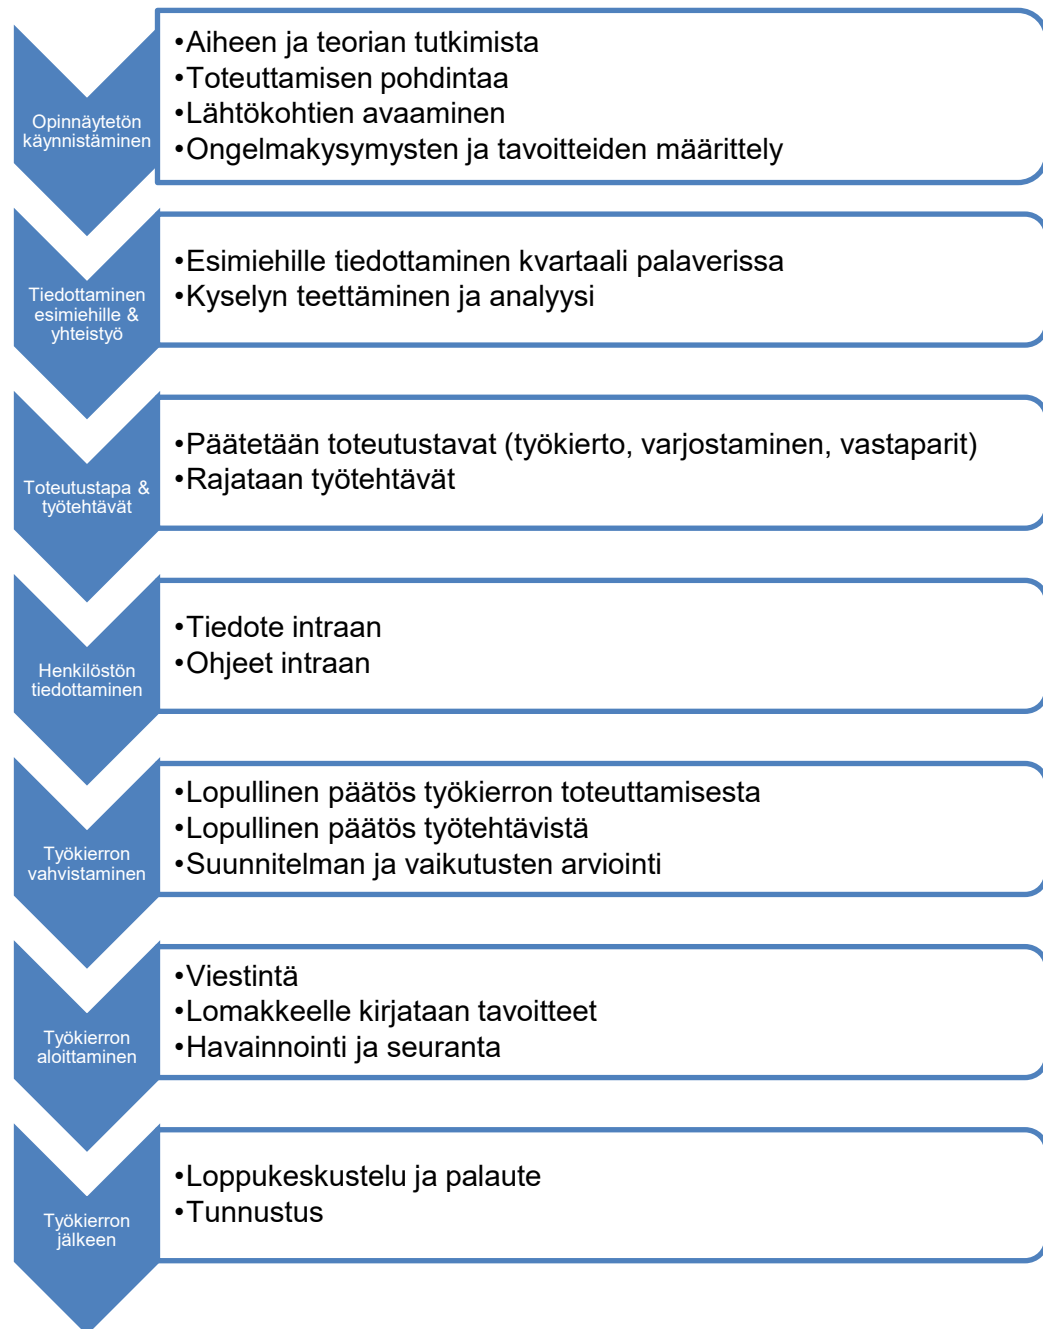 Opinnäytetön
käynnistäminen
•Aiheen ja teorian tutkimista
•Toteuttamisen pohdintaa
•Lähtökohtien avaaminen
•Ongelmakysymysten ja tavoitteiden määrittely
Tiedottaminen
esimiehille &
yhteistyö
•Esimiehille tiedottaminen kvartaali palaverissa
•Kyselyn teettäminen ja analyysi
Toteutustapa &
työtehtävät
•Päätetään toteutustavat (työkierto, varjostaminen, vastaparit)
•Rajataan työtehtävät
Henkilöstön
tiedottaminen
•Tiedote intraan
•Ohjeet intraan
Työkierron
vahvistaminen
•Lopullinen päätös työkierron toteuttamisesta
•Lopullinen päätös työtehtävistä
•Suunnitelman ja vaikutusten arviointi
Työkierron
aloittaminen
•Viestintä
•Lomakkeelle kirjataan tavoitteet
•Havainnointi ja seuranta
Työkierron
jälkeen
•Loppukeskustelu ja palaute
•Tunnustus